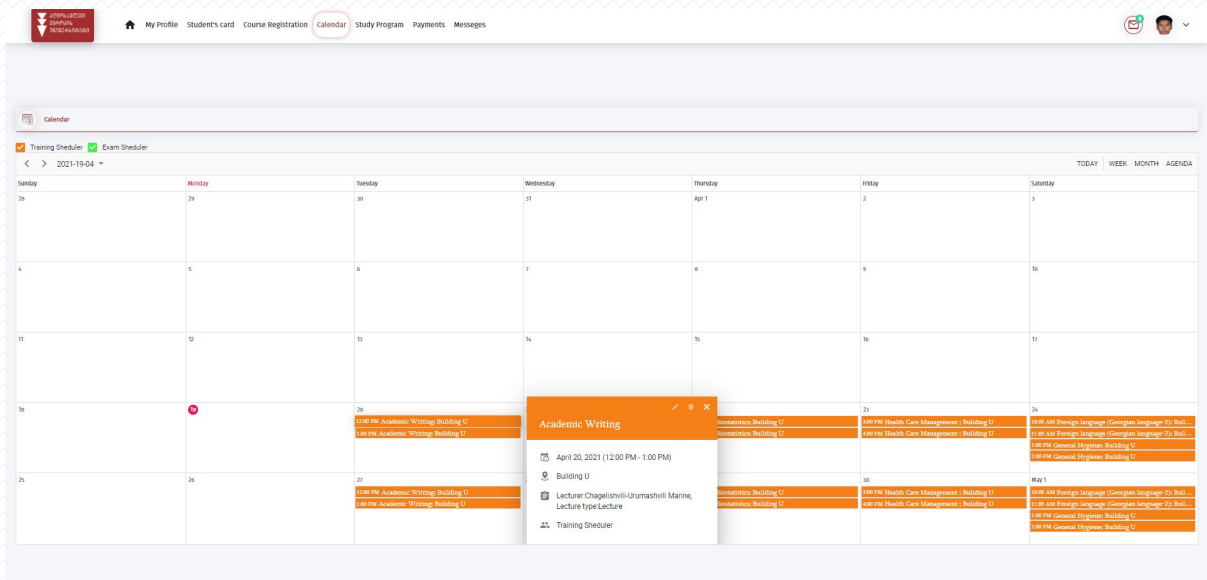 აღმოსავლეთ
ევროპის
უნივერსიტეტი
My Profile Student's card Course Registration Calendar Study Program Payments Messeges
0
Calendar
Training Sheduler Exam Sheduler
2021-19-04 TODAY WEEK MONTH AGENDA
Sunday Monday Tuesday Wednesday Thursday Friday Saturday
28 29 30 31 Apr 1 2 3
4 5 6 7 8 9 10
11 12 13 14 15 16 17
18 19 20 23 24
12:00 PM Academic Writing; Building U
1:00 PM Academic Writing; Building U
Biostatistics; Building U
Biostatistics; Building U
3:00 PM Health Care Management ; Building U
4:00 PM Health Care Management ; Building U
10:00 AM Foreign language (Georgian language-2); Buil...
11:00 AM Foreign language (Georgian language-2); Buil...
1:00 PM General Hygiene; Building U
2:00 PM General Hygiene; Building U
Academic Writing
April 20, 2021 (12:00 PM - 1:00 PM)
Building U
Lecturer:Chagelishvili-Urumashvili Marine,
Lecture type:Lecture
Training Sheduler
25 26 27 30 May 1
12:00 PM Academic Writing; Building U
1:00 PM Academic Writing; Building U
Biostatistics; Building U
Biostatistics; Building U
3:00 PM Health Care Management ; Building U
4:00 PM Health Care Management ; Building U
10:00 AM Foreign language (Georgian language-2); Buil...
11:00 AM Foreign language (Georgian language-2); Buil...
1:00 PM General Hygiene; Building U
2:00 PM General Hygiene; Building U